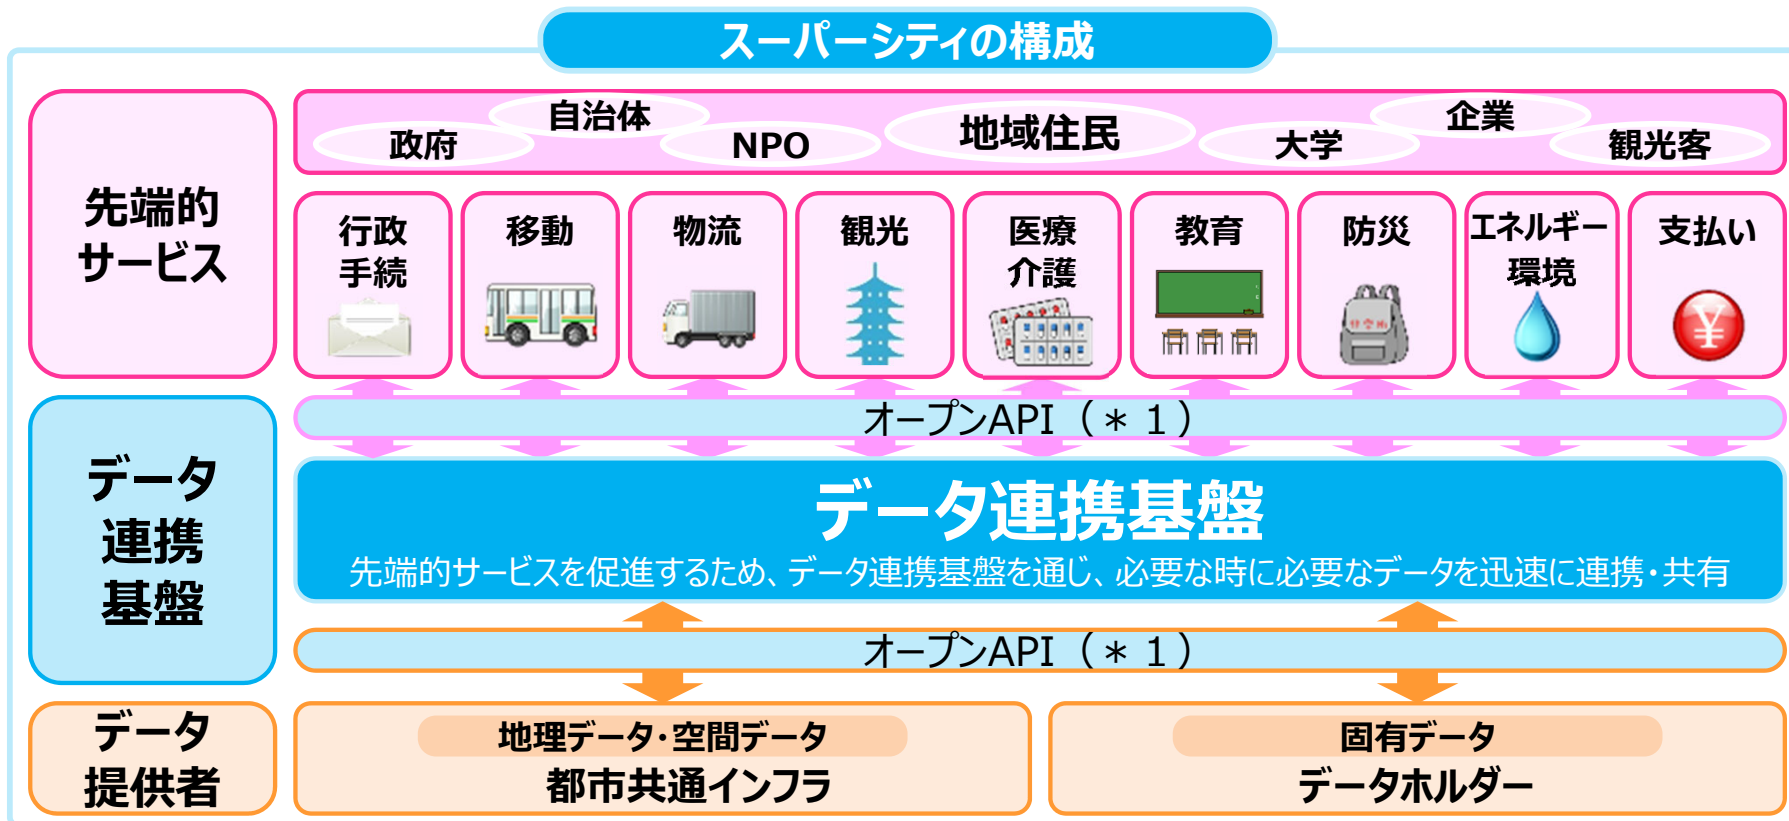 スーパーシティの構成
先端的
サービス
政府
自治体
NPO
地域住民
大学
企業
観光客
行政
手続
移動
物流
観光
医療
介護
教育
防災
エネルギー
環境
支払い
データ
連携
基盤
オープンAPI（＊１）
データ連携基盤
先端的サービスを促進するため、データ連携基盤を通じ、必要な時に必要なデータを迅速に連携・共有
オープンAPI（＊１）
データ
提供者
地理データ・空間データ
都市共通インフラ
固有データ
データホルダー